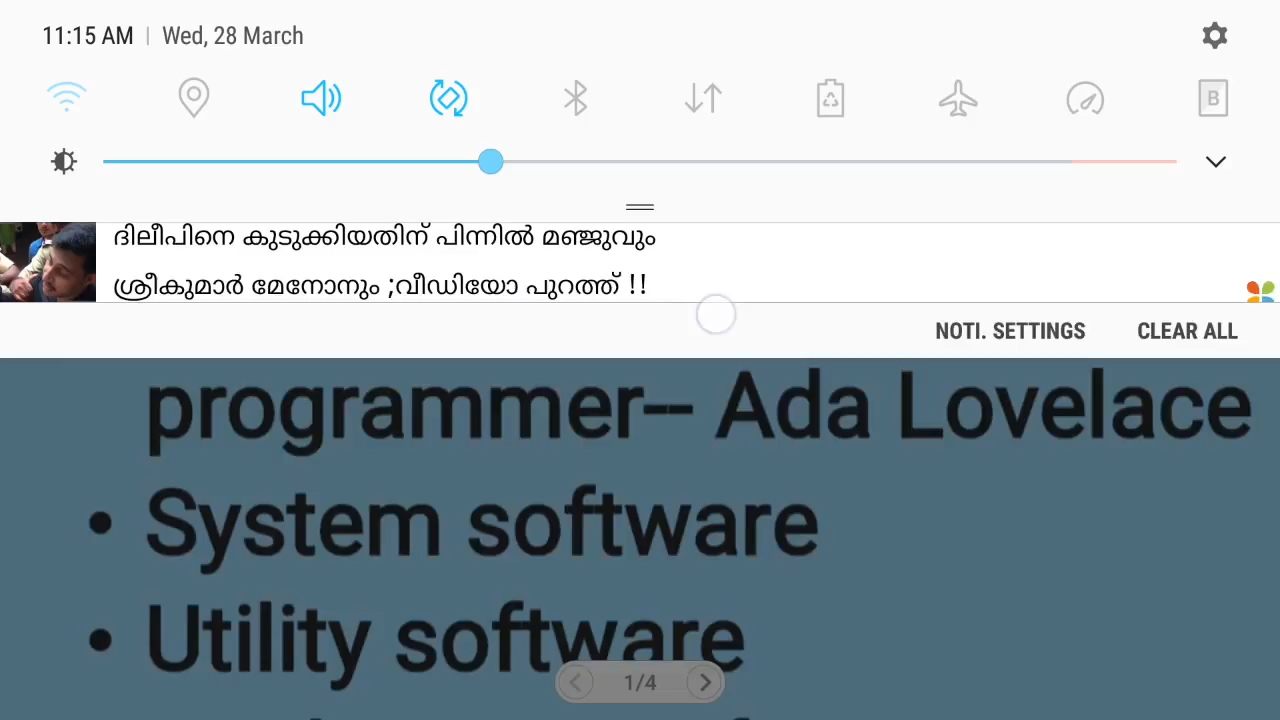 11:15 AM | Wed, 28 March
B
ദിലീപിനെ കുടുക്കിയതിന് പിന്നിൽ മഞ്ജുവും
ശ്രീകുമാർ മേനോനും ;വീഡിയോ പുറത്ത് !!
NOTI. SETTINGS CLEAR ALL
programmer-- Ada Lovelace
• System software
• Utility software
1/4